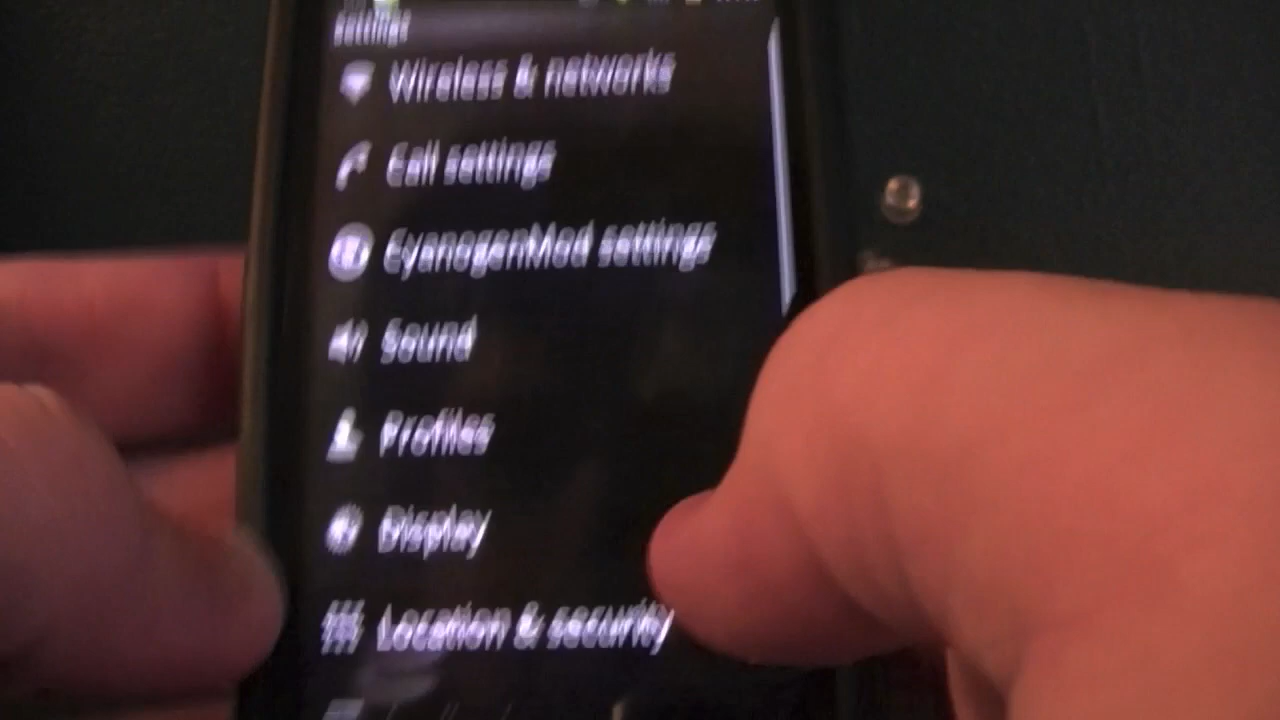 Settings
Wireless & networks
Call settings
CyanogenMod settings
Sound
Profiles
Display
Location & security